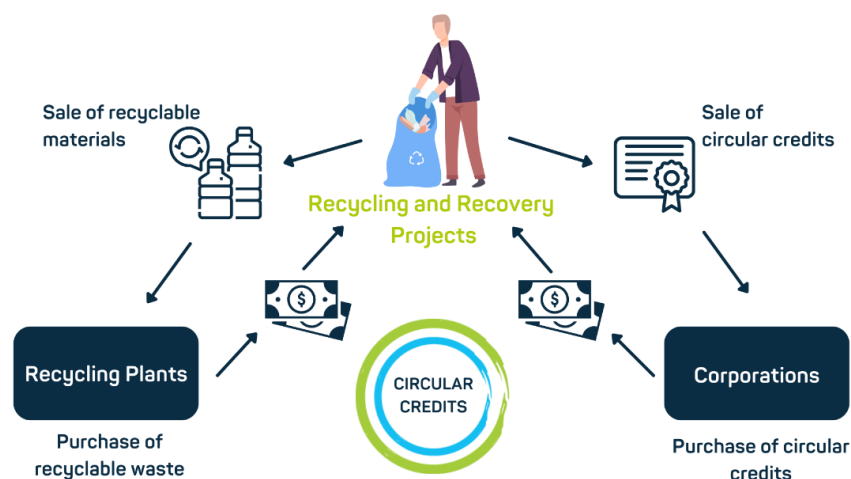 Sale of recyclable
materials
Sale of
circular credits
Recycling and Recovery
Projects
$
$
Recycling Plants
CIRCULAR
CREDITS
Corporations
Purchase of
recyclable waste
Purchase of circular
credits